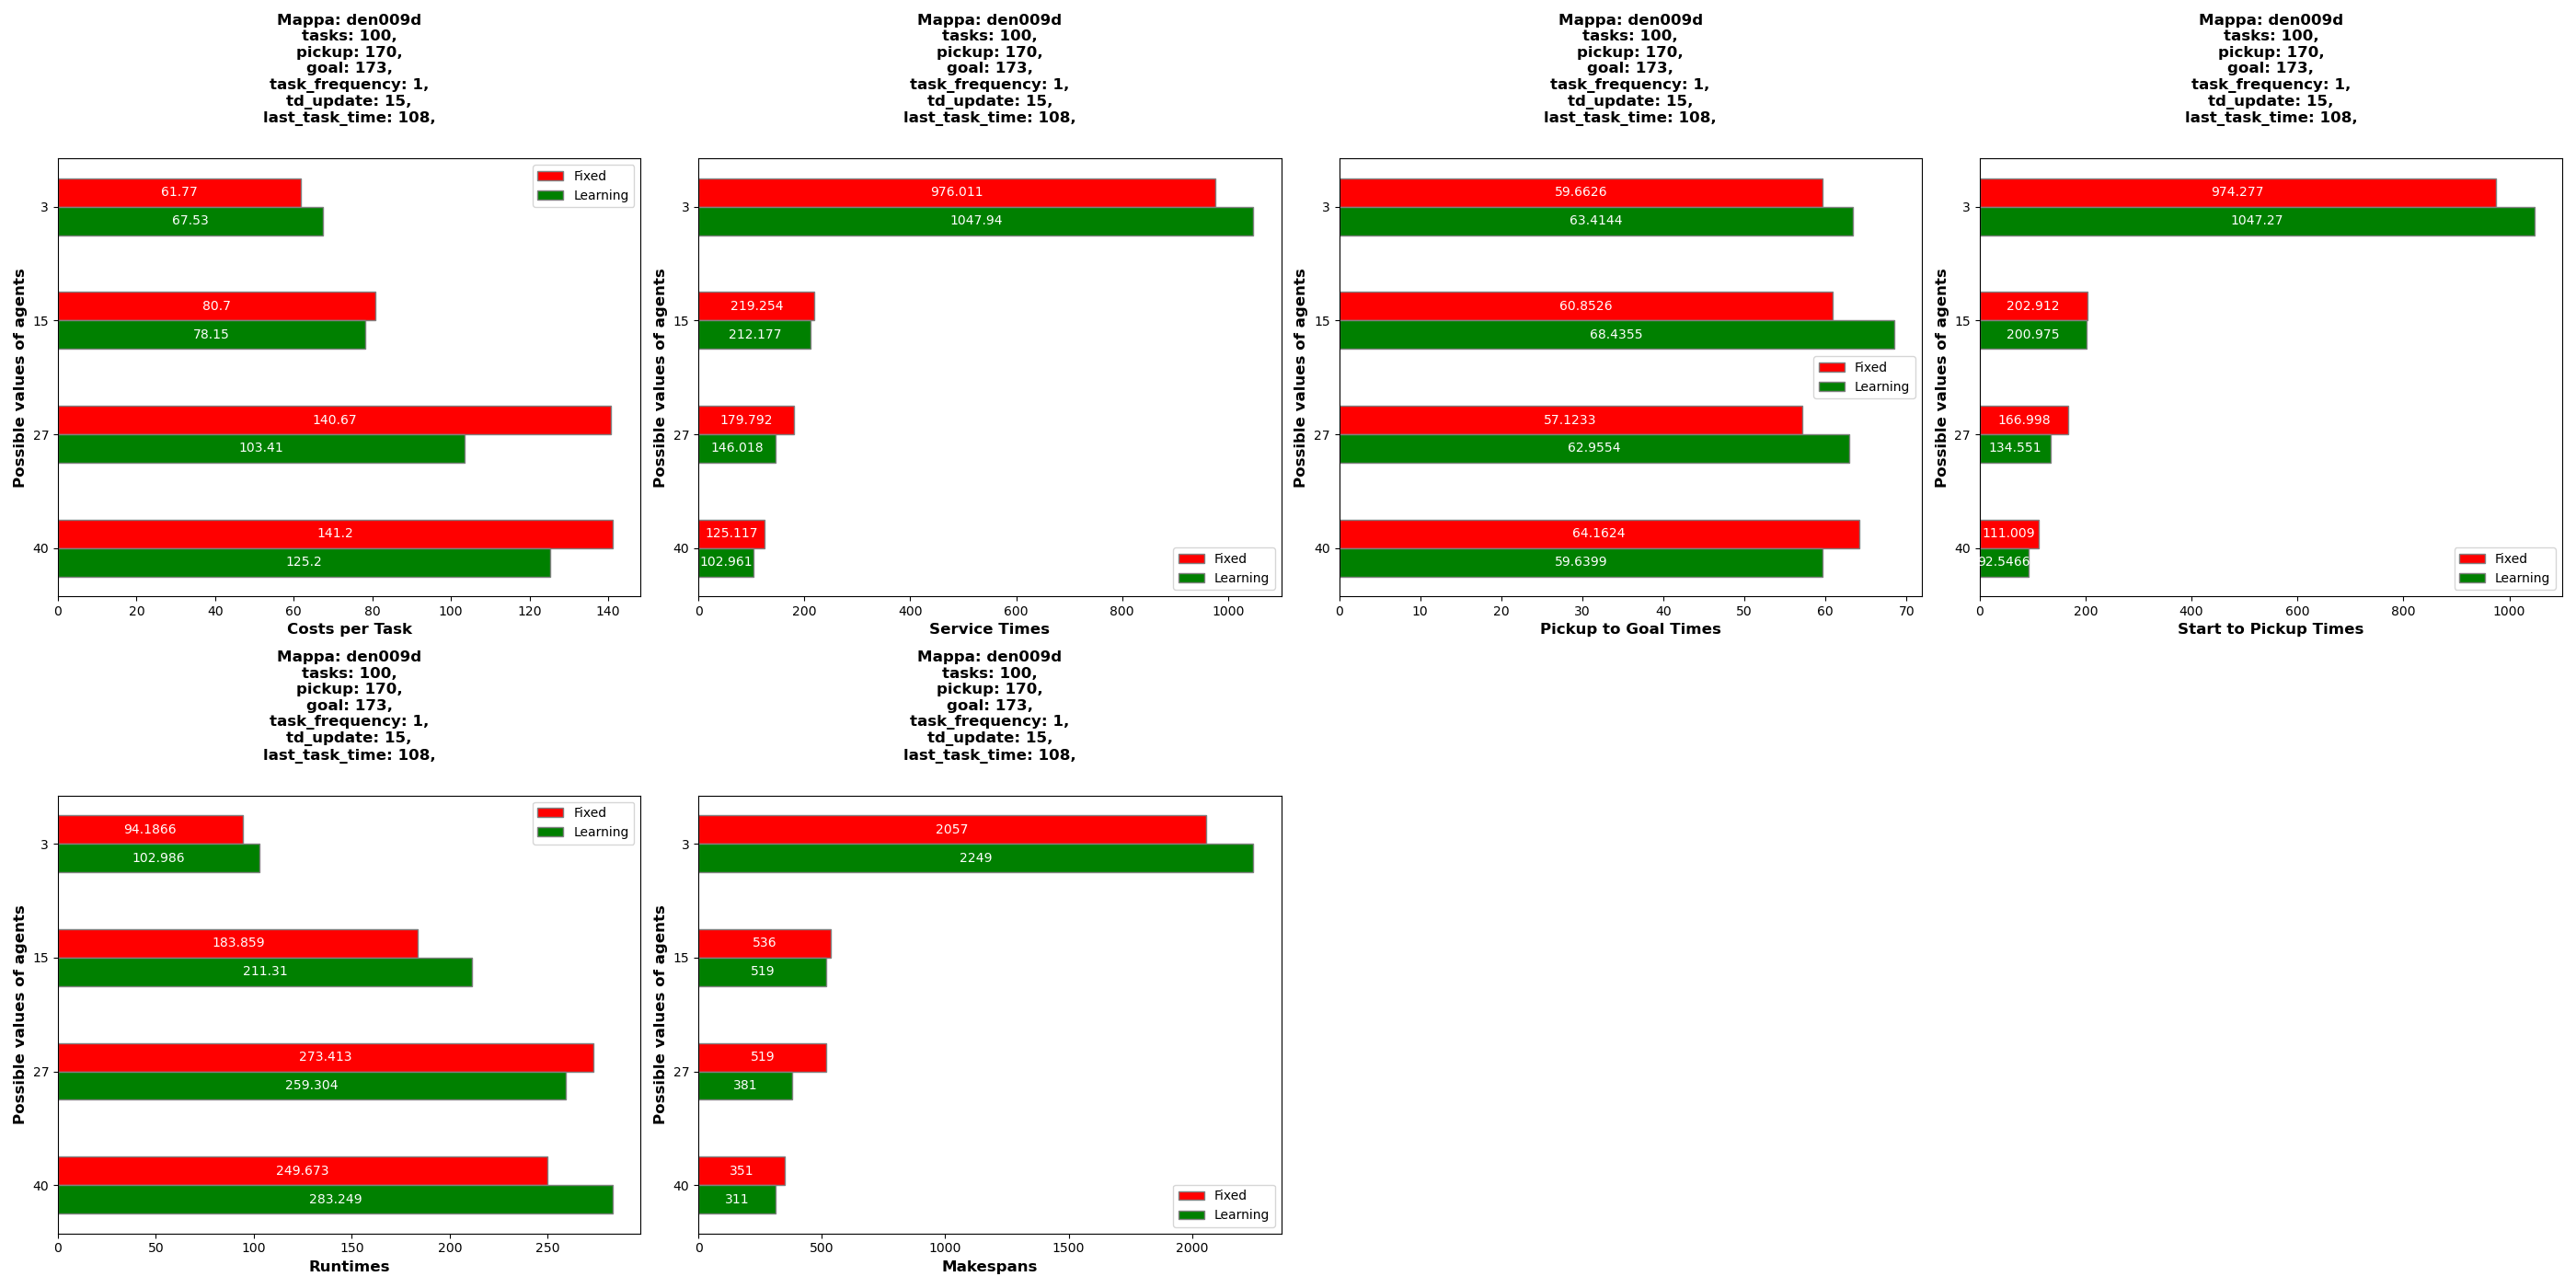 Mappa: den009d
tasks: 100,
pickup: 170,
goal: 173,
task_frequency: 1,
td_update: 15,
last_task_time: 108,
Possible values of agents
3
15
27
40
61.77
67.53
80.7
78.15
140.67
103.41
141.2
125.2
Fixed
Learning
0 20 40 60 80 100 120 140
Costs per Task
Mappa: den009d
tasks: 100,
pickup: 170,
goal: 173,
task_frequency: 1,
td_update: 15,
last_task_time: 108,
Possible values of agents
3
15
27
40
976.011
1047.94
219.254
212.177
179.792
146.018
125.117
102.961
Fixed
Learning
0 200 400 600 800 1000
Service Times
Mappa: den009d
tasks: 100,
pickup: 170,
goal: 173,
task_frequency: 1,
td_update: 15,
last_task_time: 108,
Possible values of agents
3
15
27
40
59.6626
63.4144
60.8526
68.4355
Fixed
Learning
57.1233
62.9554
64.1624
59.6399
0 10 20 30 40 50 60 70
Pickup to Goal Times
Mappa: den009d
tasks: 100,
pickup: 170,
goal: 173,
task_frequency: 1,
td_update: 15,
last_task_time: 108,
Possible values of agents
3
15
27
40
974.277
1047.27
202.912
200.975
166.998
134.551
111.009
92.5466
Fixed
Learning
0 200 400 600 800 1000
Start to Pickup Times
Mappa: den009d
tasks: 100,
pickup: 170,
goal: 173,
task_frequency: 1,
td_update: 15,
last_task_time: 108,
Possible values of agents
3
15
27
40
94.1866
102.986
183.859
211.31
273.413
259.304
249.673
283.249
Fixed
Learning
0 50 100 150 200 250
Runtimes
Mappa: den009d
tasks: 100,
pickup: 170,
goal: 173,
task_frequency: 1,
td_update: 15,
last_task_time: 108,
Possible values of agents
3
15
27
40
2057
2249
536
519
519
381
351
311
Fixed
Learning
0 500 1000 1500 2000
Makespans